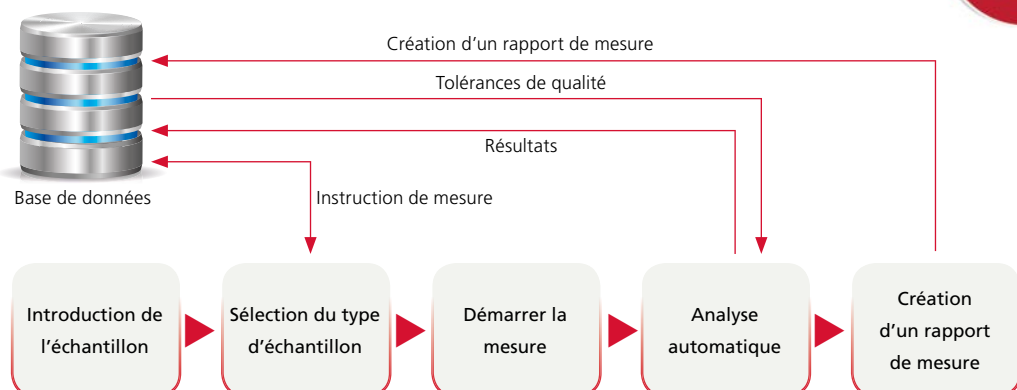 Création d'un rapport de mesure
Tolérances de qualité
Résultats
Base de données
Instruction de mesure
Introduction de
l'échantillon
Sélection du type
d'échantillon
Démarrer la
mesure
Analyse
automatique
Création
d'un rapport
de mesure